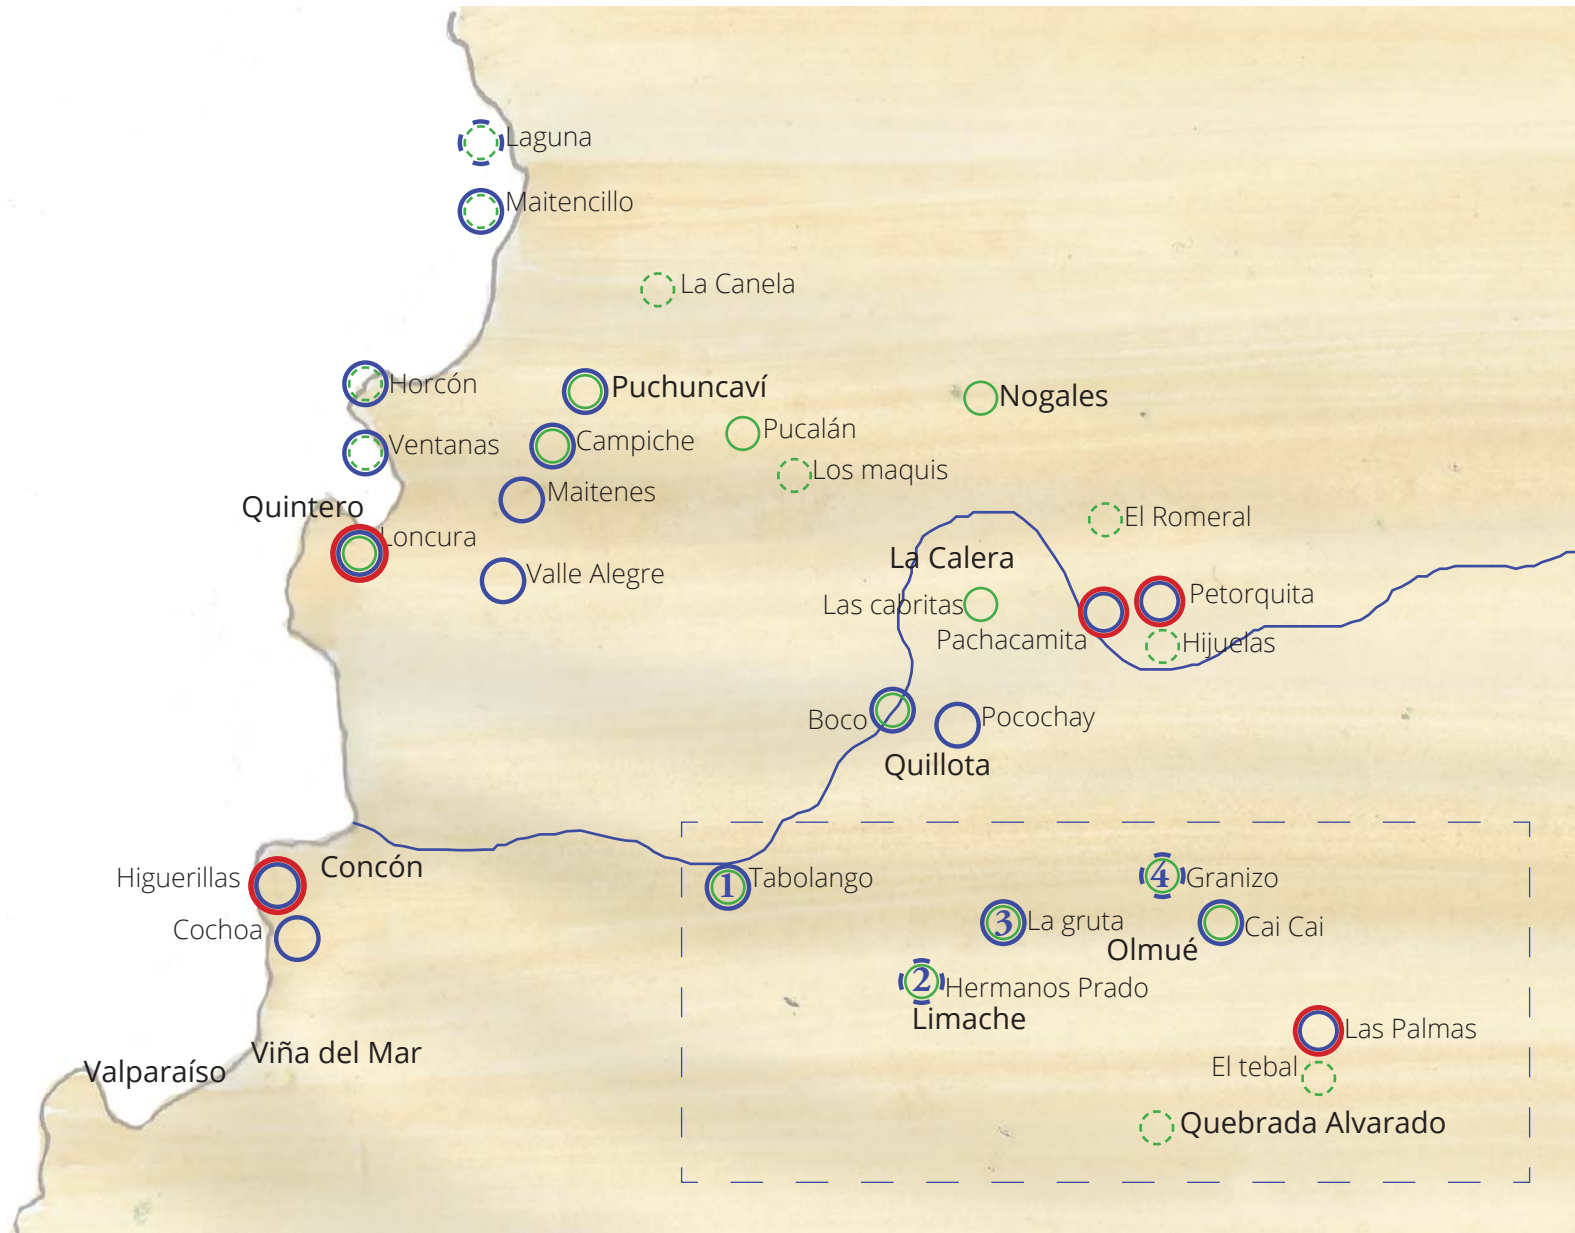 Laguna
Maitencillo
La Canela
Horcón
Puchuncaví
Nogales
Ventanas
Campiche
Pucalán
Los maquis
Maitenes
Quintero
Loncura
El Romeral
La Calera
Valle Alegre
Las cabritas
Petorquita
Pachacamita
Hijuelas
Boco
Pocochay
Quillota
Concón
Higuerillas
1
Tabolango
4
Granizo
Cochoa
3
La gruta
Cai Cai
Olmué
2
Hermanos Prado
Limache
Las Palmas
Viña del Mar
Valparaíso
El tebal
Quebrada Alvarado